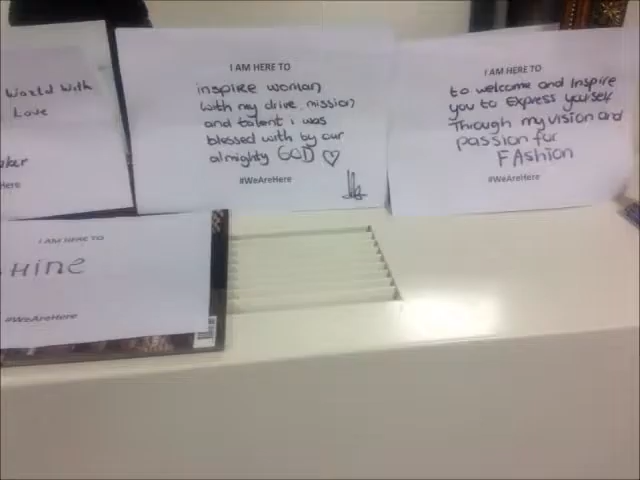 World With
Love
Here
I AM HERE TO
inspire woman
with my drive, mission
and talent i was
blessed with by our
almighty GOD ♡
#WeAreHere
I AM HERE TO
to welcome and Inspire
you to Express yourself
Through my vision and
passion for
FAshion
#WeAreHere
I AM HERE TO
HINE
#WeAreHere